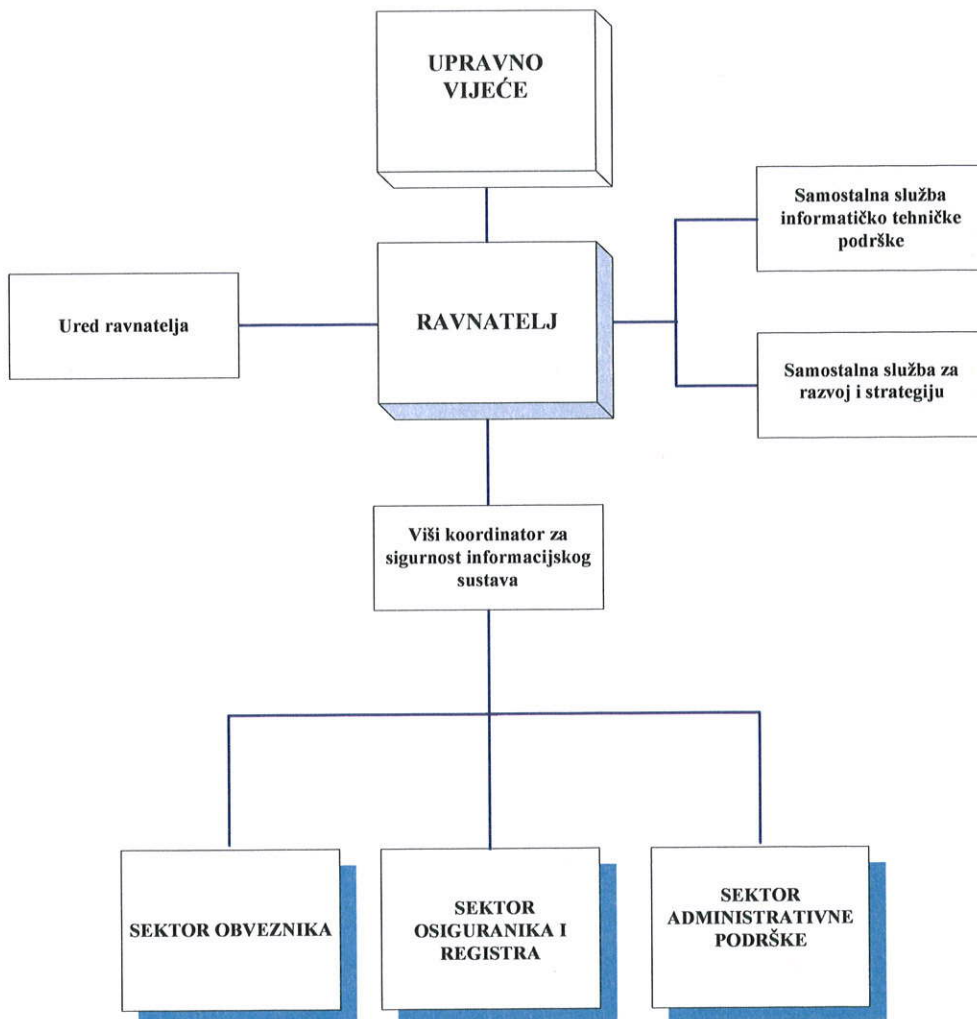 UPRAVNO
VIJEĆE
Samostalna služba
informatičko tehničke
podrške
Ured ravnatelja
RAVNATELJ
Samostalna služba za
razvoj i strategiju
Viši koordinator za
sigurnost informacijskog
sustava
SEKTOR OBVEZNIKA
SEKTOR
OSIGURANIKA I
REGISTRA
SEKTOR
ADMINISTRATIVNE
PODRŠKE